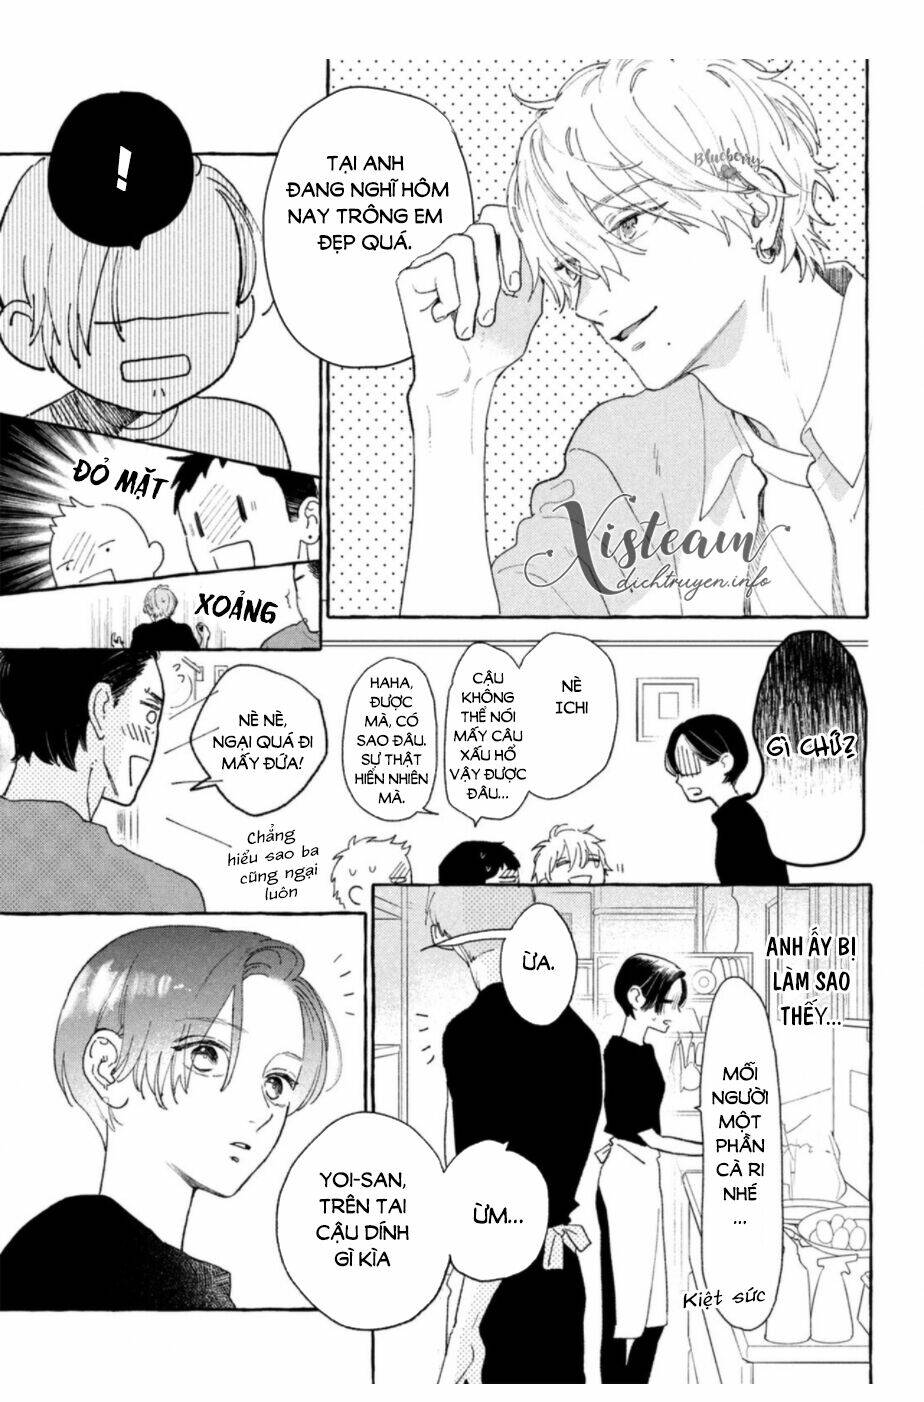 Blueberry
TẠI ANH
ĐANG NGHĨ HÔM
NAY TRÔNG EM
ĐẸP QUÁ.
!
ĐỎ MẶT
XOẢNG
Xisteam
dichtruyen.info
GÌ CHỨ?
NÈ
ICHI
CẬU
KHÔNG
THỂ NÓI
MẤY CÂU
XẤU HỔ
VẬY ĐƯỢC
ĐÂU...
HAHA,
ĐƯỢC
MÀ, CÓ
SAO ĐÂU.
SỰ THẬT
HIỂN NHIÊN
MÀ.
NÈ NÈ,
NGẠI QUÁ ĐI
MẤY ĐỨA!
Chẳng
hiểu sao ba
cũng ngại
luôn
ANH ẤY BỊ
LÀM SAO
THẾY...
MỖI
NGƯỜI
MỘT
PHẦN
CÀ RI
NHÉ
...
Kiệt sức
ỪA.
ỪM...
YOI-SAN,
TRÊN TAI
CẬU DÍNH
GÌ KÌA